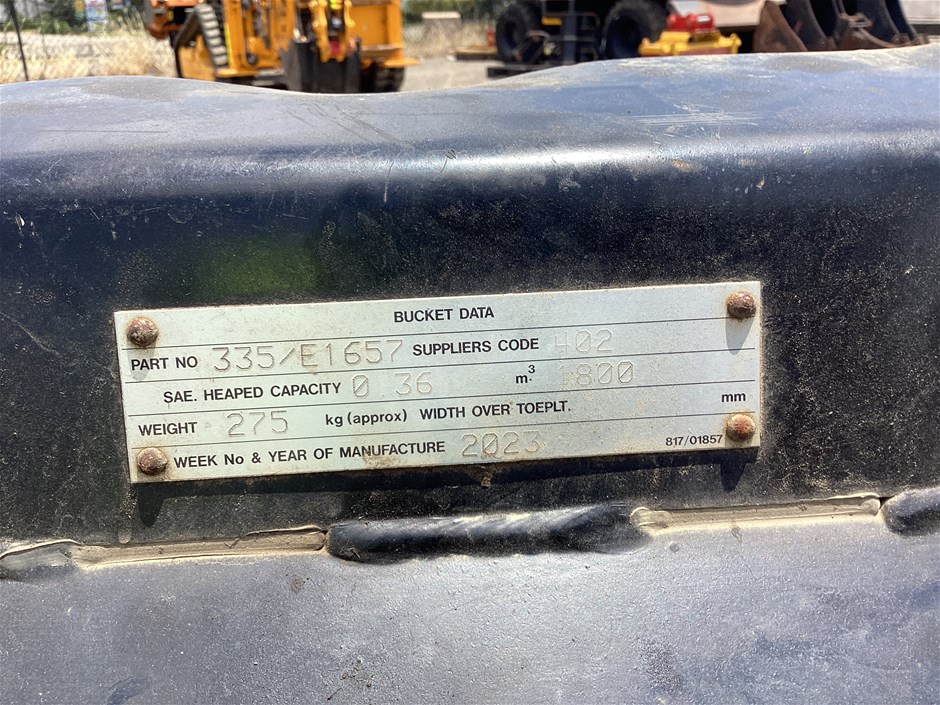 BUCKET DATA
PART NO 335/E1657 SUPPLIERS CODE 402
SAE. HEAPED CAPACITY 0.36 m³ 1800
WEIGHT 275 kg (approx) WIDTH OVER TOEPLT. mm
WEEK No & YEAR OF MANUFACTURE 2023 817/01857